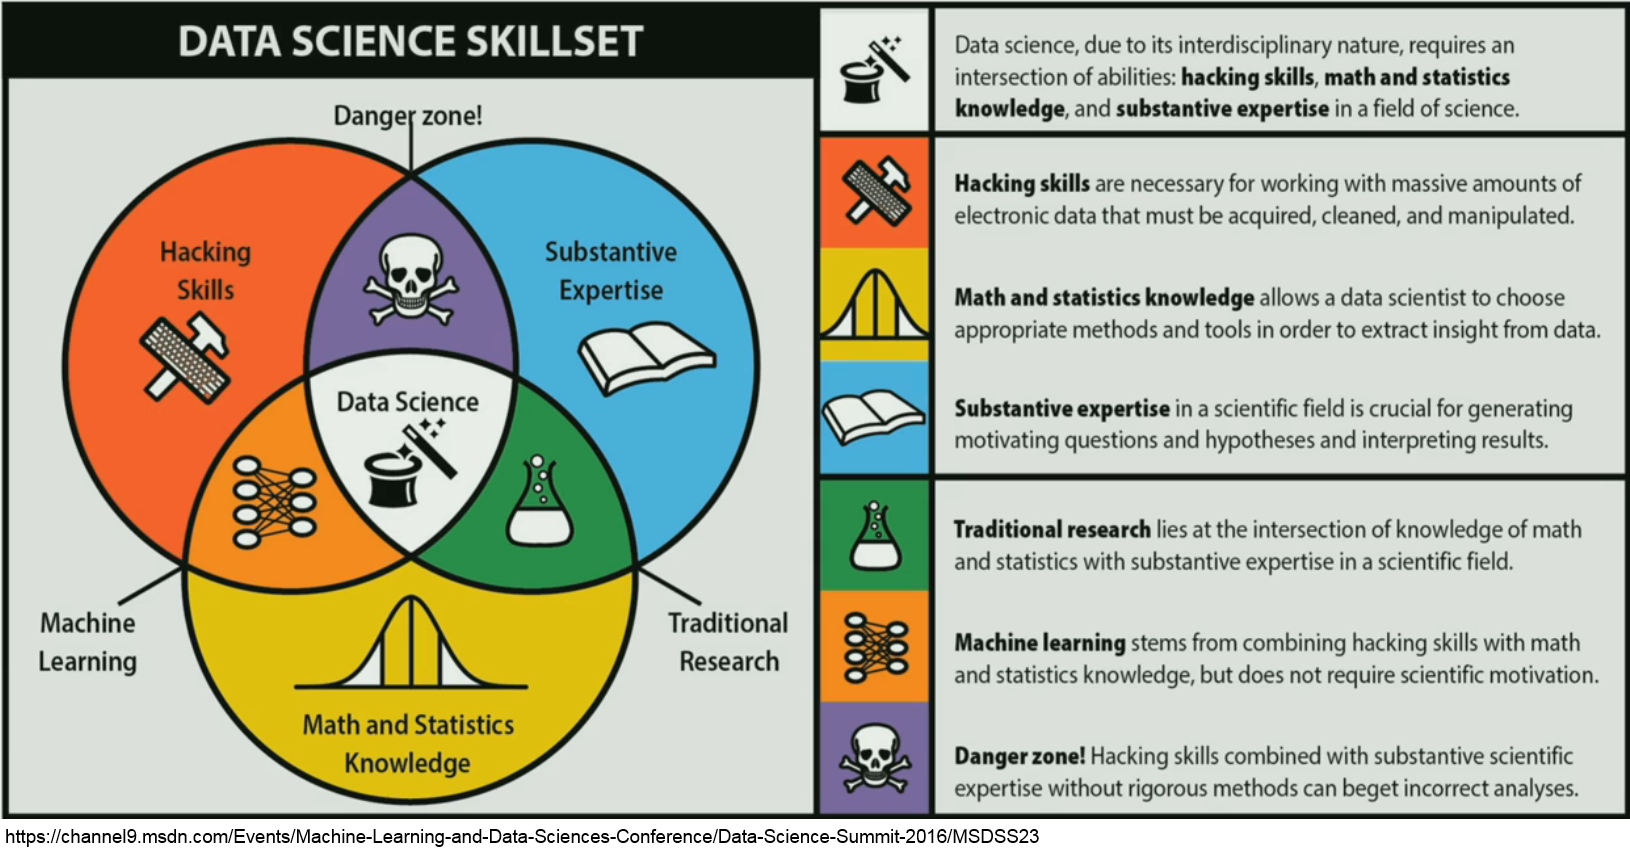 DATA SCIENCE SKILLSET
Danger zone!
Hacking
Skills
Substantive
Expertise
Data Science
Machine
Learning
Traditional
Research
Math and Statistics
Knowledge
Data science, due to its interdisciplinary nature, requires an
intersection of abilities: hacking skills, math and statistics
knowledge, and substantive expertise in a field of science.
Hacking skills are necessary for working with massive amounts of
electronic data that must be acquired, cleaned, and manipulated.
Math and statistics knowledge allows a data scientist to choose
appropriate methods and tools in order to extract insight from data.
Substantive expertise in a scientific field is crucial for generating
motivating questions and hypotheses and interpreting results.
Traditional research lies at the intersection of knowledge of math
and statistics with substantive expertise in a scientific field.
Machine learning stems from combining hacking skills with math
and statistics knowledge, but does not require scientific motivation.
Danger zone! Hacking skills combined with substantive scientific
expertise without rigorous methods can beget incorrect analyses.
https://channel9.msdn.com/Events/Machine-Learning-and-Data-Sciences-Conference/Data-Science-Summit-2016/MSDSS23